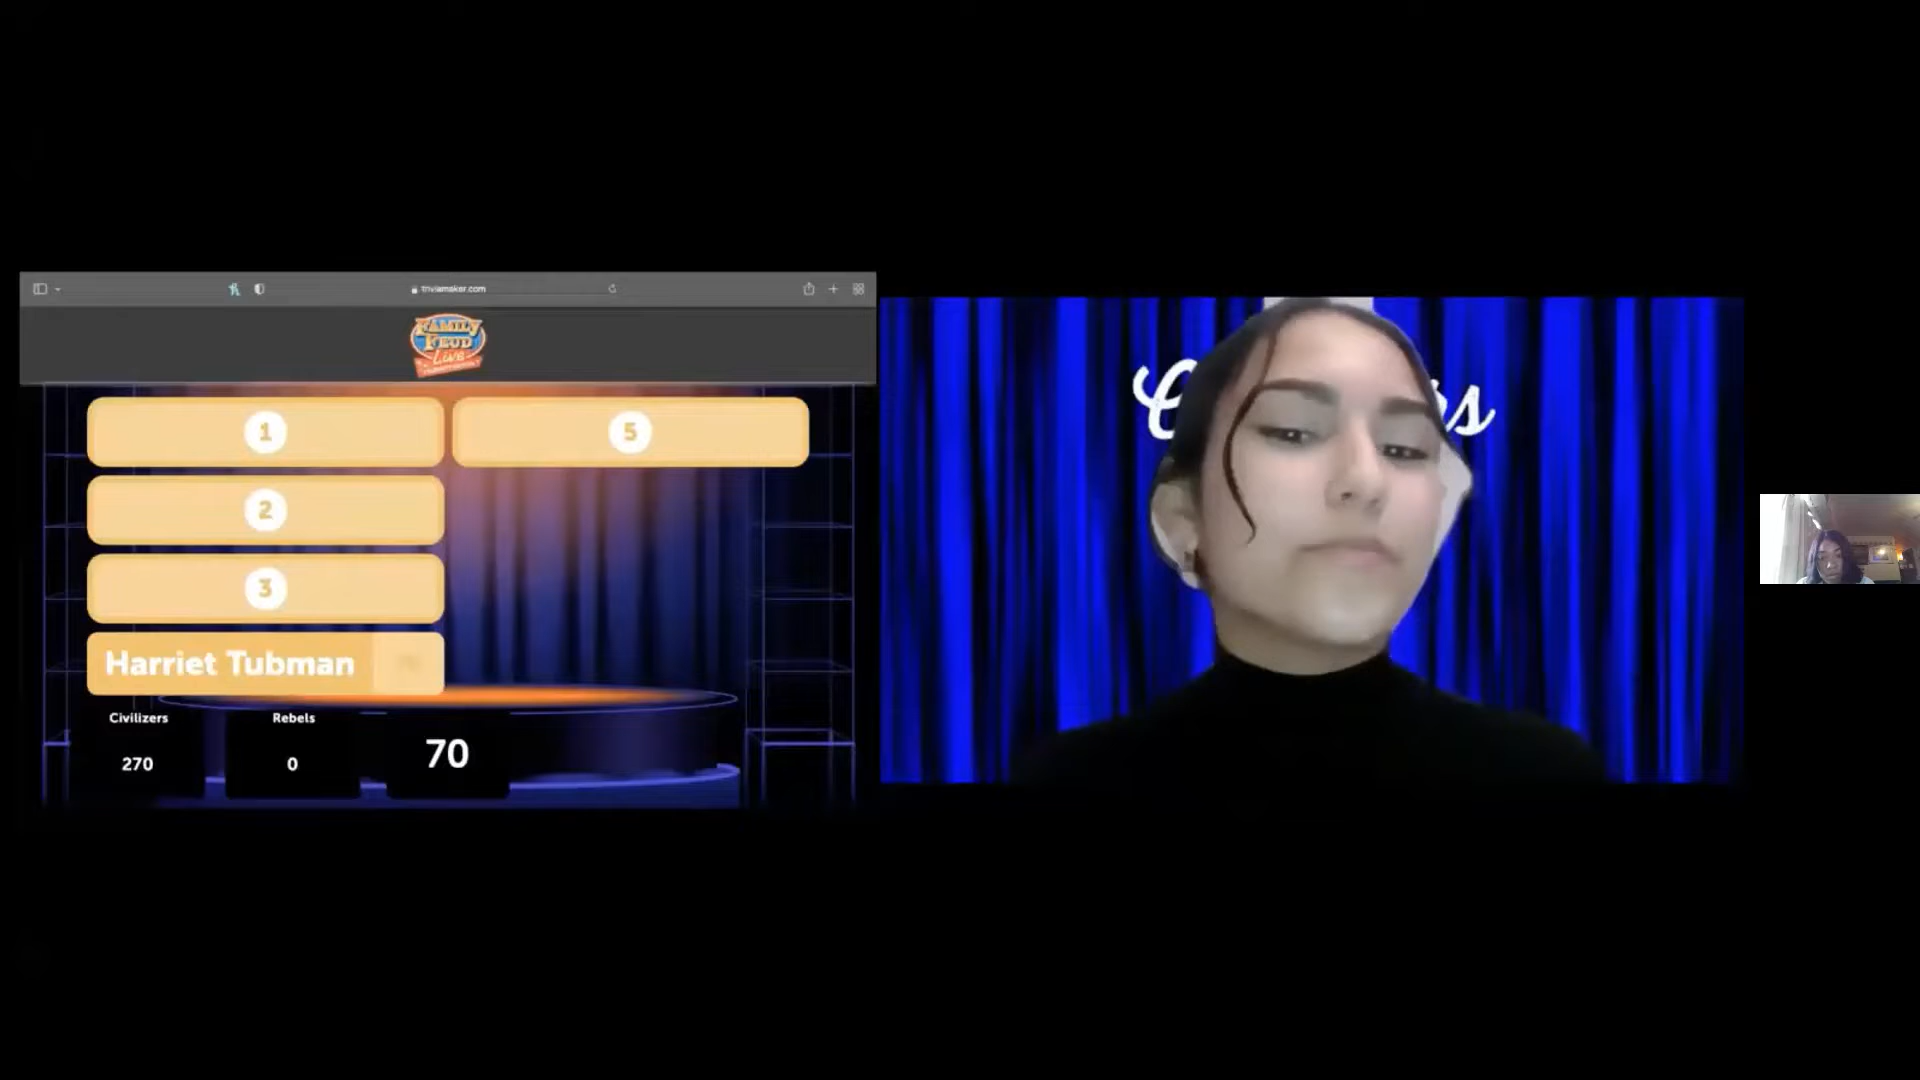 triviamaker.com
FAMILY
FEUD
Live
1
5
2
3
Harriet Tubman
Civilizers
Rebels
270
0
70